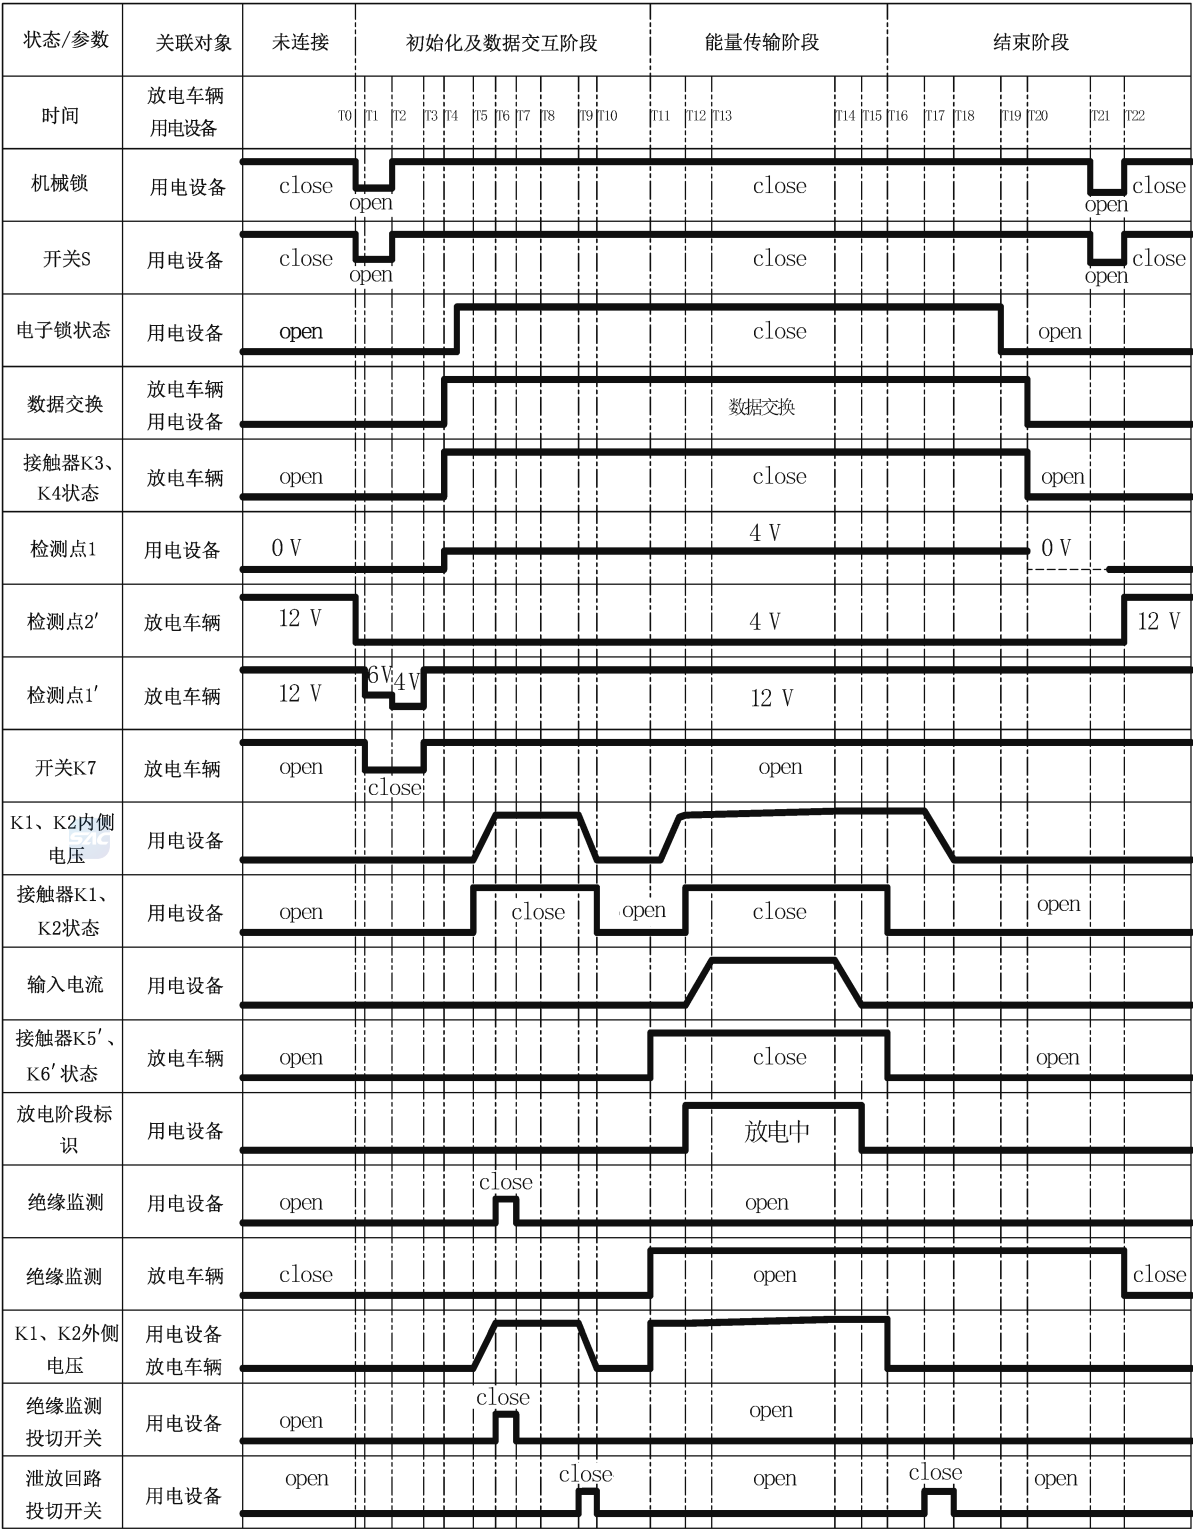 状态/参数 关联对象 未连接 初始化及数据交互阶段 能量传输阶段 结束阶段
时间 放电车辆
用电设备 T0 T1 T2 T3 T4 T5 T6 T7 T8 T9 T10 T11 T12 T13 T14 T15 T16 T17 T18 T19 T20 T21 T22
机械锁 用电设备 close open close open close
开关S 用电设备 close open close open close
电子锁状态 用电设备 open close open
数据交换 放电车辆
用电设备 数据交换
接触器K3、
K4状态 放电车辆 open close open
检测点1 用电设备 0 V 4 V 0 V
检测点2′ 放电车辆 12 V 4 V 12 V
检测点1′ 放电车辆 12 V 6V 4V 12 V
开关K7 放电车辆 open close open
K1、K2内侧
电压 用电设备
SAC
接触器K1、
K2状态 用电设备 open close open close open
输入电流 用电设备
接触器K5′、
K6′状态 放电车辆 open close open
放电阶段标
识 用电设备 放电中
绝缘监测 用电设备 open close open
绝缘监测 放电车辆 close open close
K1、K2外侧
电压 用电设备
放电车辆
绝缘监测
投切开关 用电设备 open close open
泄放回路
投切开关 用电设备 open close open close open